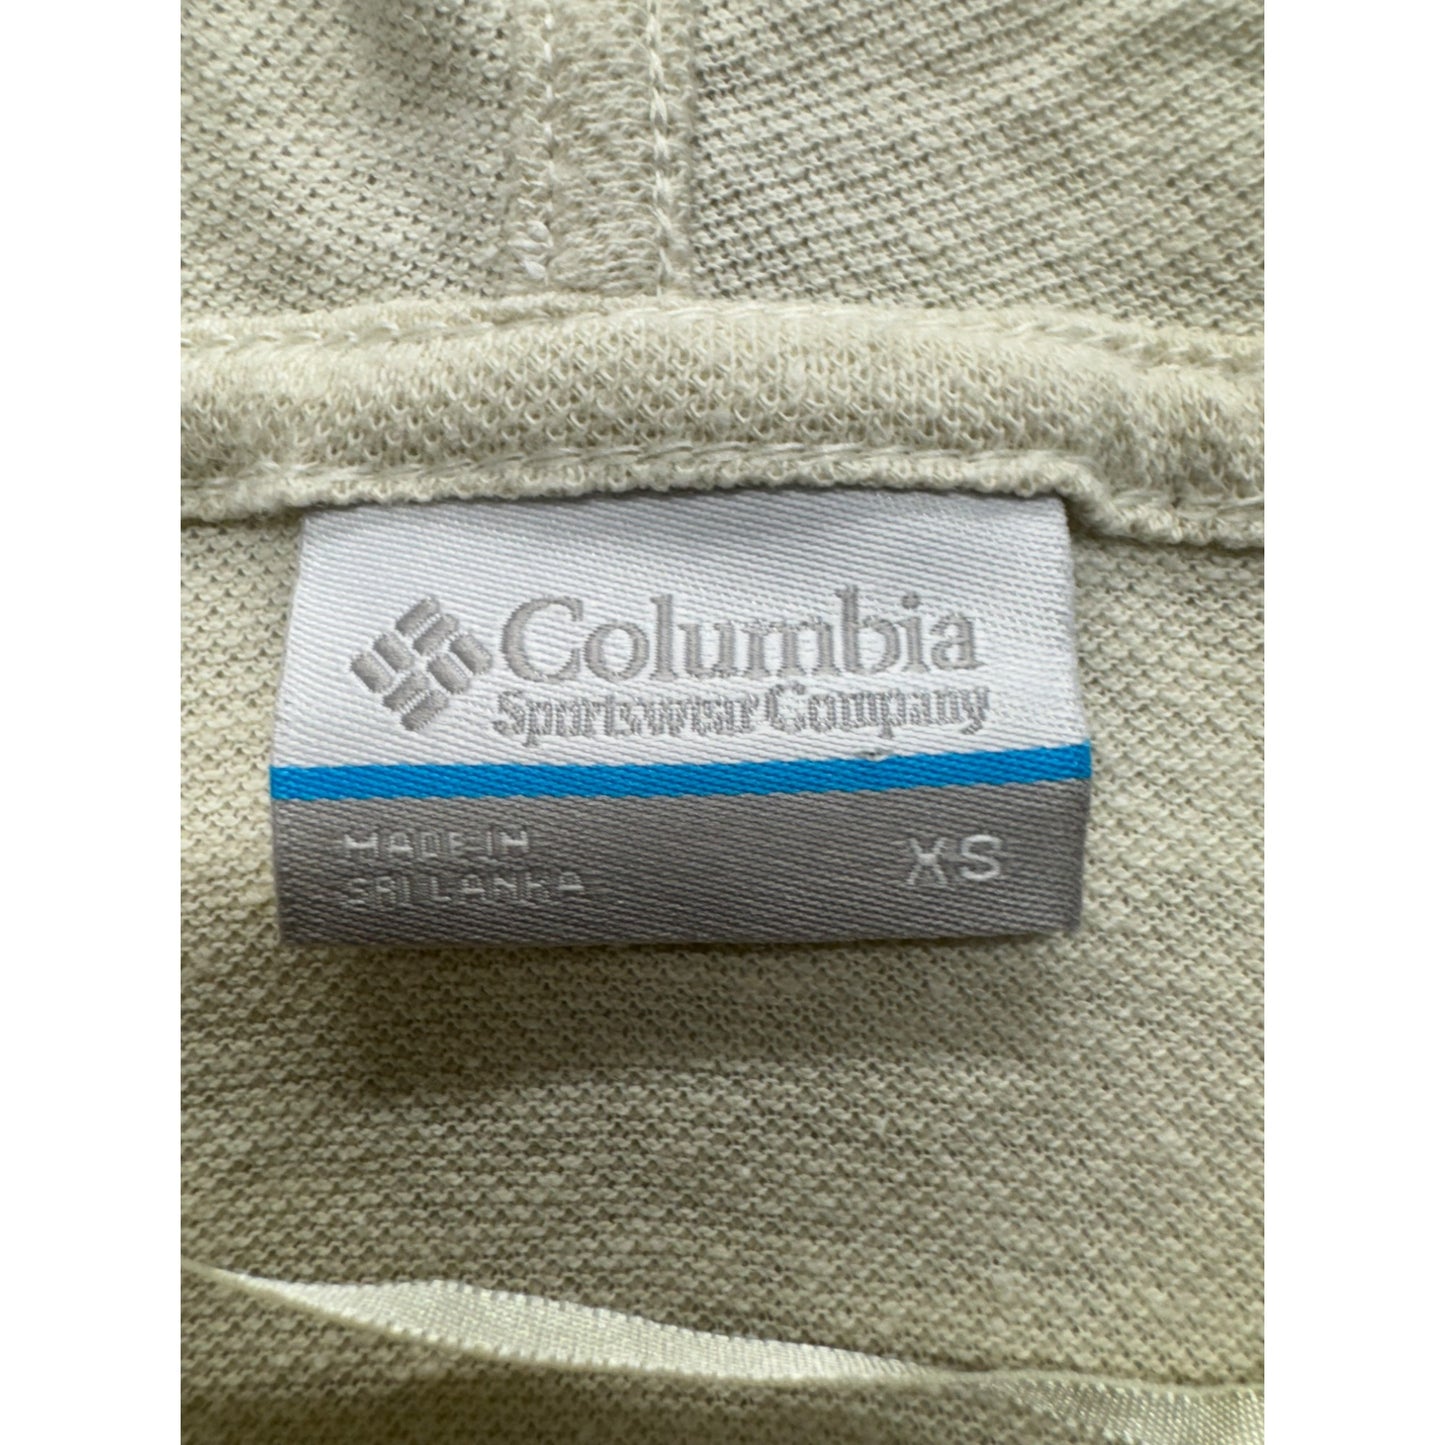 Columbia
Sportswear Company
MADE IN
SRI LANKA
XS